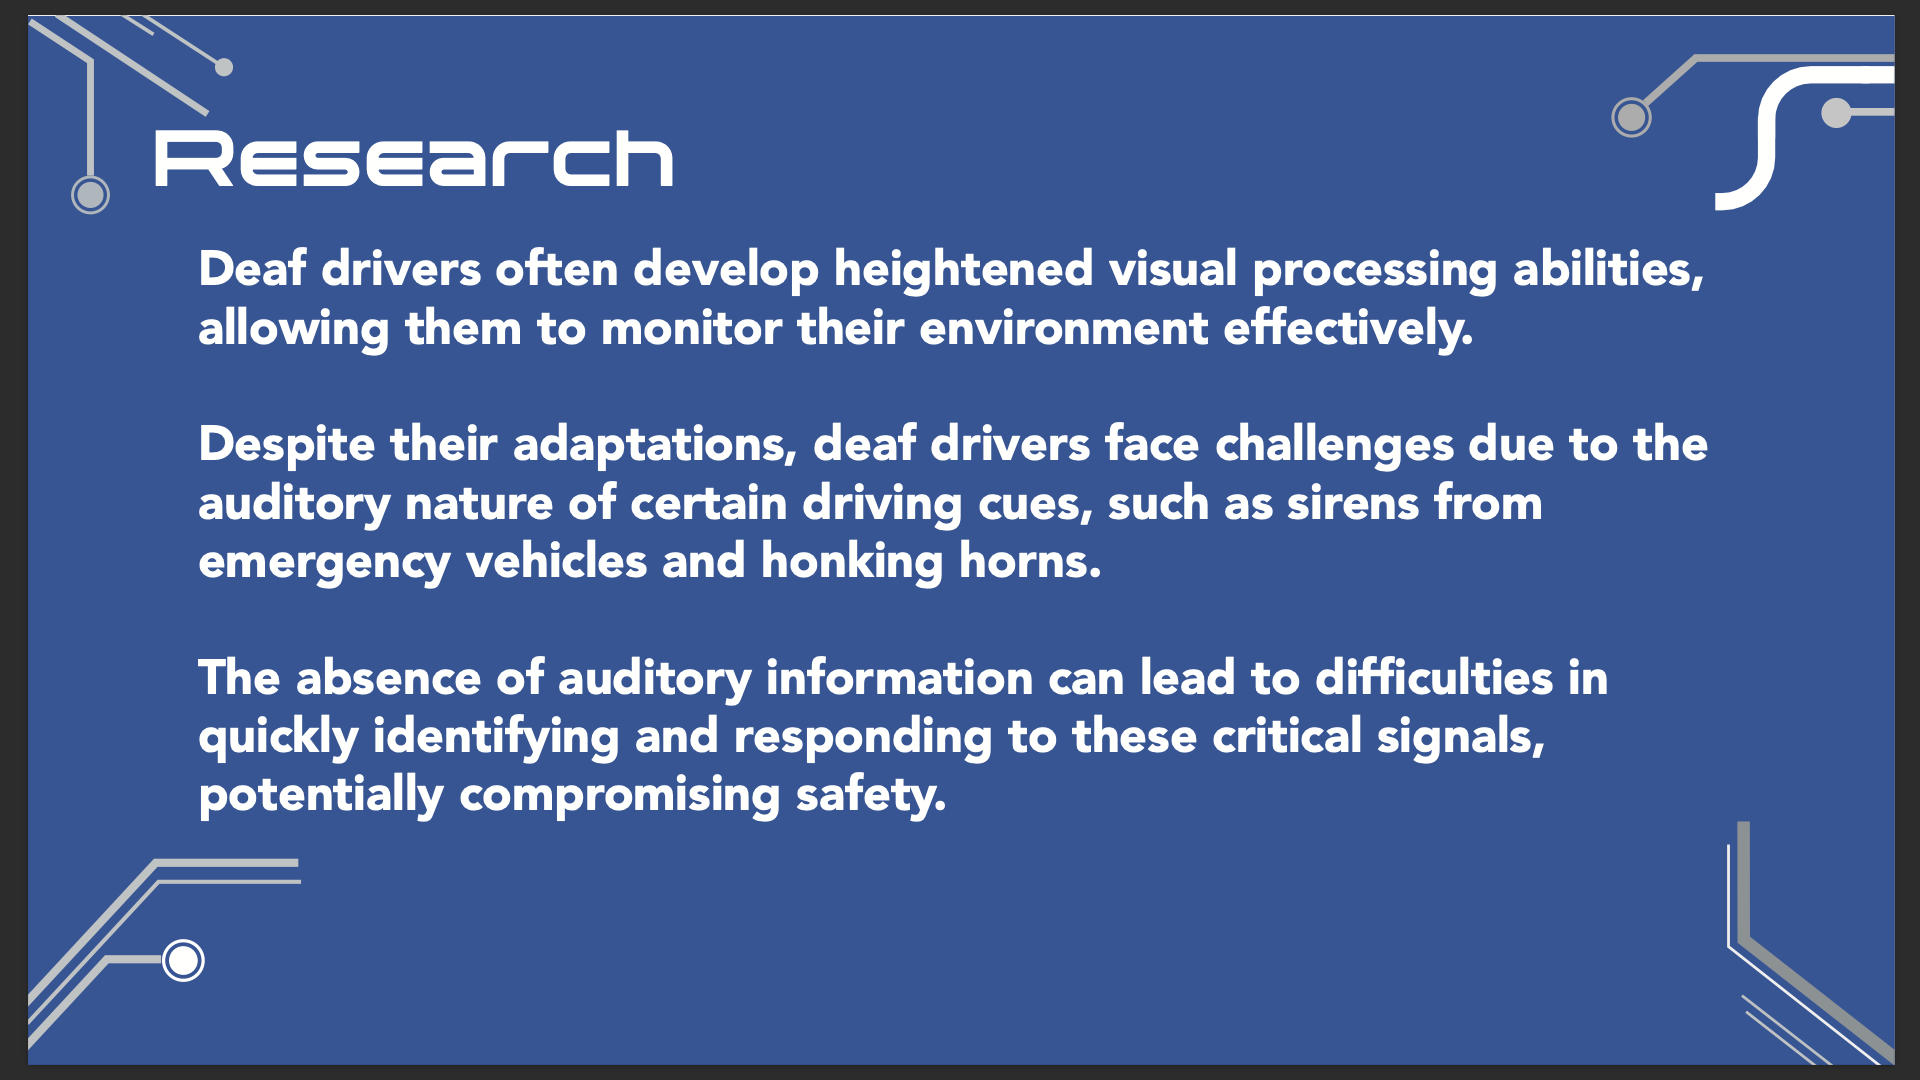 Research
Deaf drivers often develop heightened visual processing abilities,
allowing them to monitor their environment effectively.
Despite their adaptations, deaf drivers face challenges due to the
auditory nature of certain driving cues, such as sirens from
emergency vehicles and honking horns.
The absence of auditory information can lead to difficulties in
quickly identifying and responding to these critical signals,
potentially compromising safety.